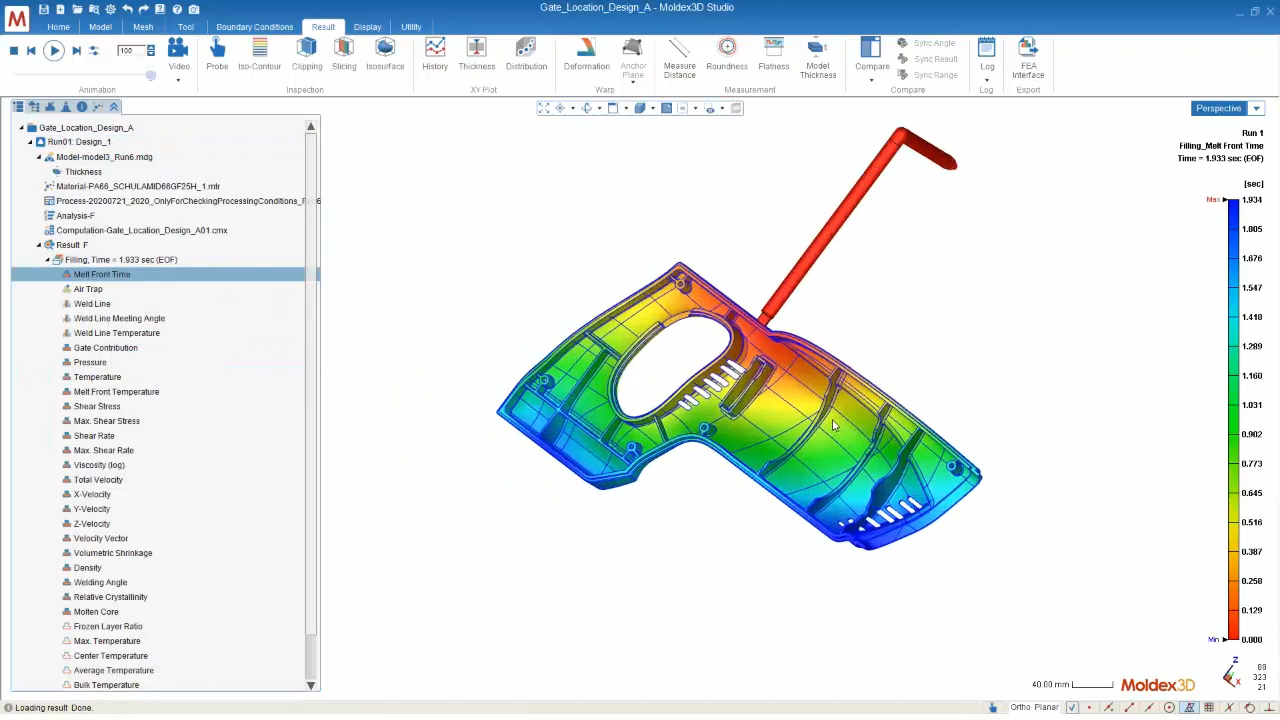 Gate_Location_Design_A - Moldex3D Studio
M
Home Model Mesh Tool Boundary Conditions Result Display Utility
100
Video
Probe Iso-Contour Clipping Slicing Isosurface
History Thickness Distribution
Deformation Anchor Plane
Measure Distance Roundness Flatness Model Thickness
Compare
Sync Angle
Sync Result
Sync Range
Log
FEA Interface
Animation Inspection XY Plot Warp Measurement Compare Log Export
Perspective
Gate_Location_Design_A
Run01: Design_1
Model-model3_Run6.mdg
Thickness
Material-PA66_SCHULAMID66GF25H_1.mtr
Process-20200721_2020_OnlyForCheckingProcessingConditions_
Analysis-F
Computation-Gate_Location_Design_A01.cmx
Result F
Filling, Time = 1.933 sec (EOF)
Melt Front Time
Air Trap
Weld Line
Weld Line Meeting Angle
Weld Line Temperature
Gate Contribution
Pressure
Temperature
Melt Front Temperature
Shear Stress
Max. Shear Stress
Shear Rate
Max. Shear Rate
Viscosity (log)
Total Velocity
X-Velocity
Y-Velocity
Z-Velocity
Velocity Vector
Volumetric Shrinkage
Density
Welding Angle
Relative Crystallinity
Molten Core
Frozen Layer Ratio
Max. Temperature
Center Temperature
Average Temperature
Bulk Temperature
Run 1
Filling_Melt Front Time
Time = 1.933 sec (EOF)
[sec]
Max 1.934
1.805
1.676
1.547
1.418
1.289
1.160
1.031
0.902
0.773
0.645
0.516
0.387
0.258
0.129
Min 0.000
Z
X
88
323
21
40.00 mm
Moldex3D
Loading result Done.
Ortho Planar